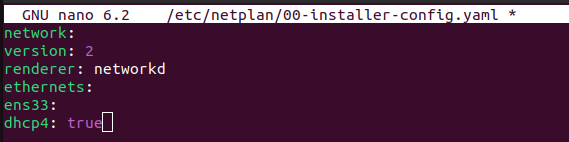 GNU nano 6.2 /etc/netplan/00-installer-config.yaml *
network:
version: 2
renderer: networkd
ethernets:
ens33:
dhcp4: true